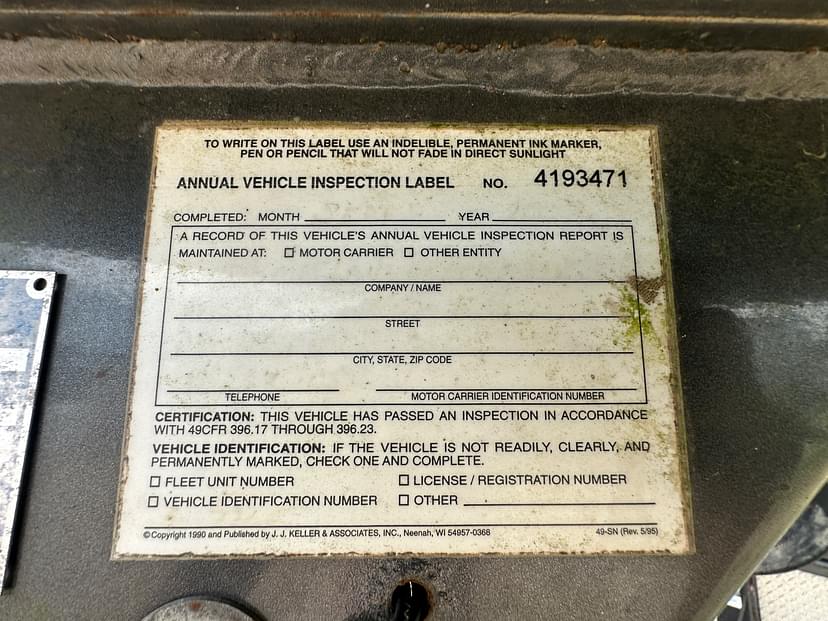 TO WRITE ON THIS LABEL USE AN INDELIBLE, PERMANENT INK MARKER,
PEN OR PENCIL THAT WILL NOT FADE IN DIRECT SUNLIGHT
ANNUAL VEHICLE INSPECTION LABEL NO. 4193471
COMPLETED: MONTH YEAR
A RECORD OF THIS VEHICLE'S ANNUAL VEHICLE INSPECTION REPORT IS
MAINTAINED AT: ☐ MOTOR CARRIER ☐ OTHER ENTITY
COMPANY / NAME
STREET
CITY, STATE, ZIP CODE
TELEPHONE MOTOR CARRIER IDENTIFICATION NUMBER
CERTIFICATION: THIS VEHICLE HAS PASSED AN INSPECTION IN ACCORDANCE
WITH 49CFR 396.17 THROUGH 396.23.
VEHICLE IDENTIFICATION: IF THE VEHICLE IS NOT READILY, CLEARLY, AND
PERMANENTLY MARKED, CHECK ONE AND COMPLETE.
☐ FLEET UNIT NUMBER ☐ LICENSE / REGISTRATION NUMBER
☐ VEHICLE IDENTIFICATION NUMBER ☐ OTHER
© Copyright 1990 and Published by J. J. KELLER & ASSOCIATES, INC., Neenah, WI 54957-0368 49-SN (Rev. 5/95)